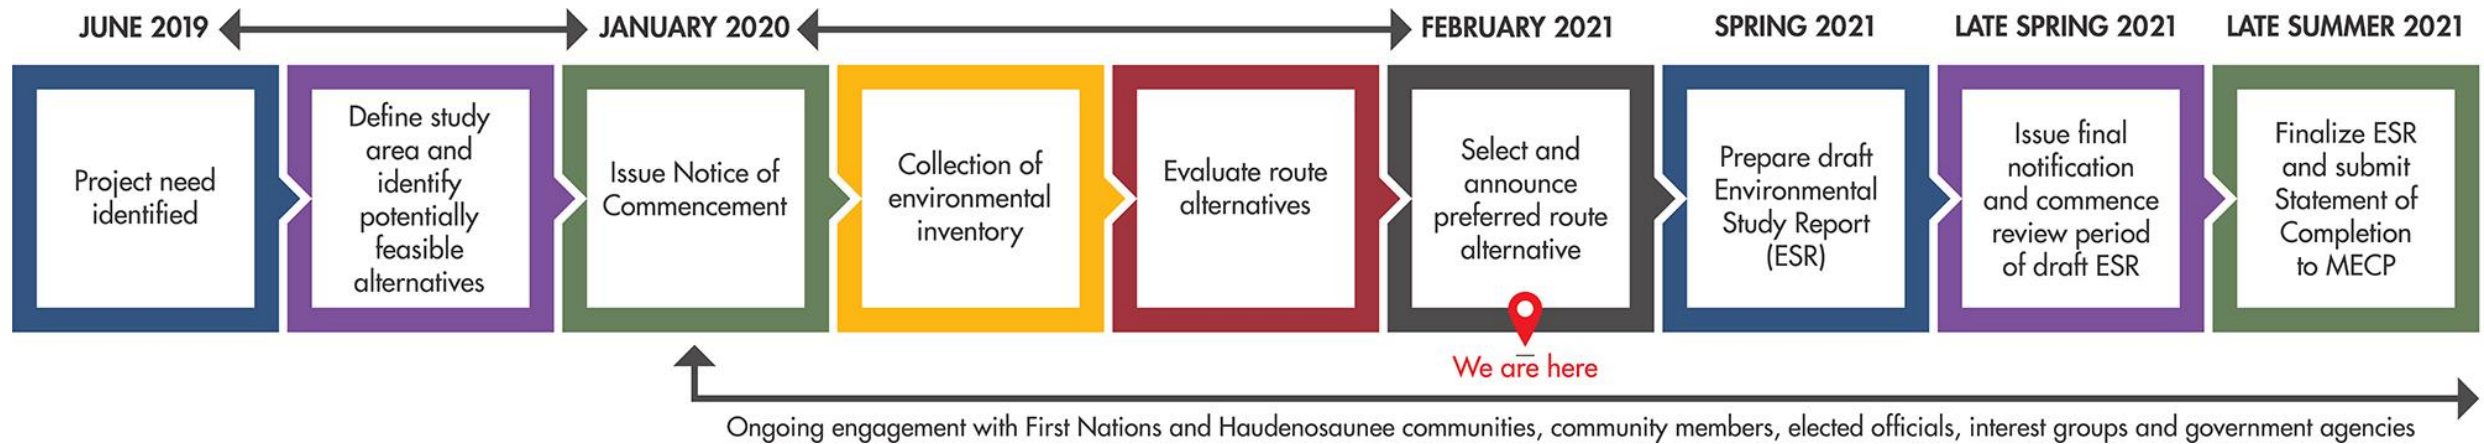 JUNE 2019
JANUARY 2020
FEBRUARY 2021
SPRING 2021
LATE SPRING 2021
LATE SUMMER 2021
Project need
identified
Define study
area and
identify
potentially
feasible
alternatives
Issue Notice of
Commencement
Collection of
environmental
inventory
Evaluate route
alternatives
Select and
announce
preferred route
alternative
Prepare draft
Environmental
Study Report
(ESR)
Issue final
notification
and commence
review period
of draft ESR
Finalize ESR
and submit
Statement of
Completion
to MECP
We are here
Ongoing engagement with First Nations and Haudenosaunee communities, community members, elected officials, interest groups and government agencies